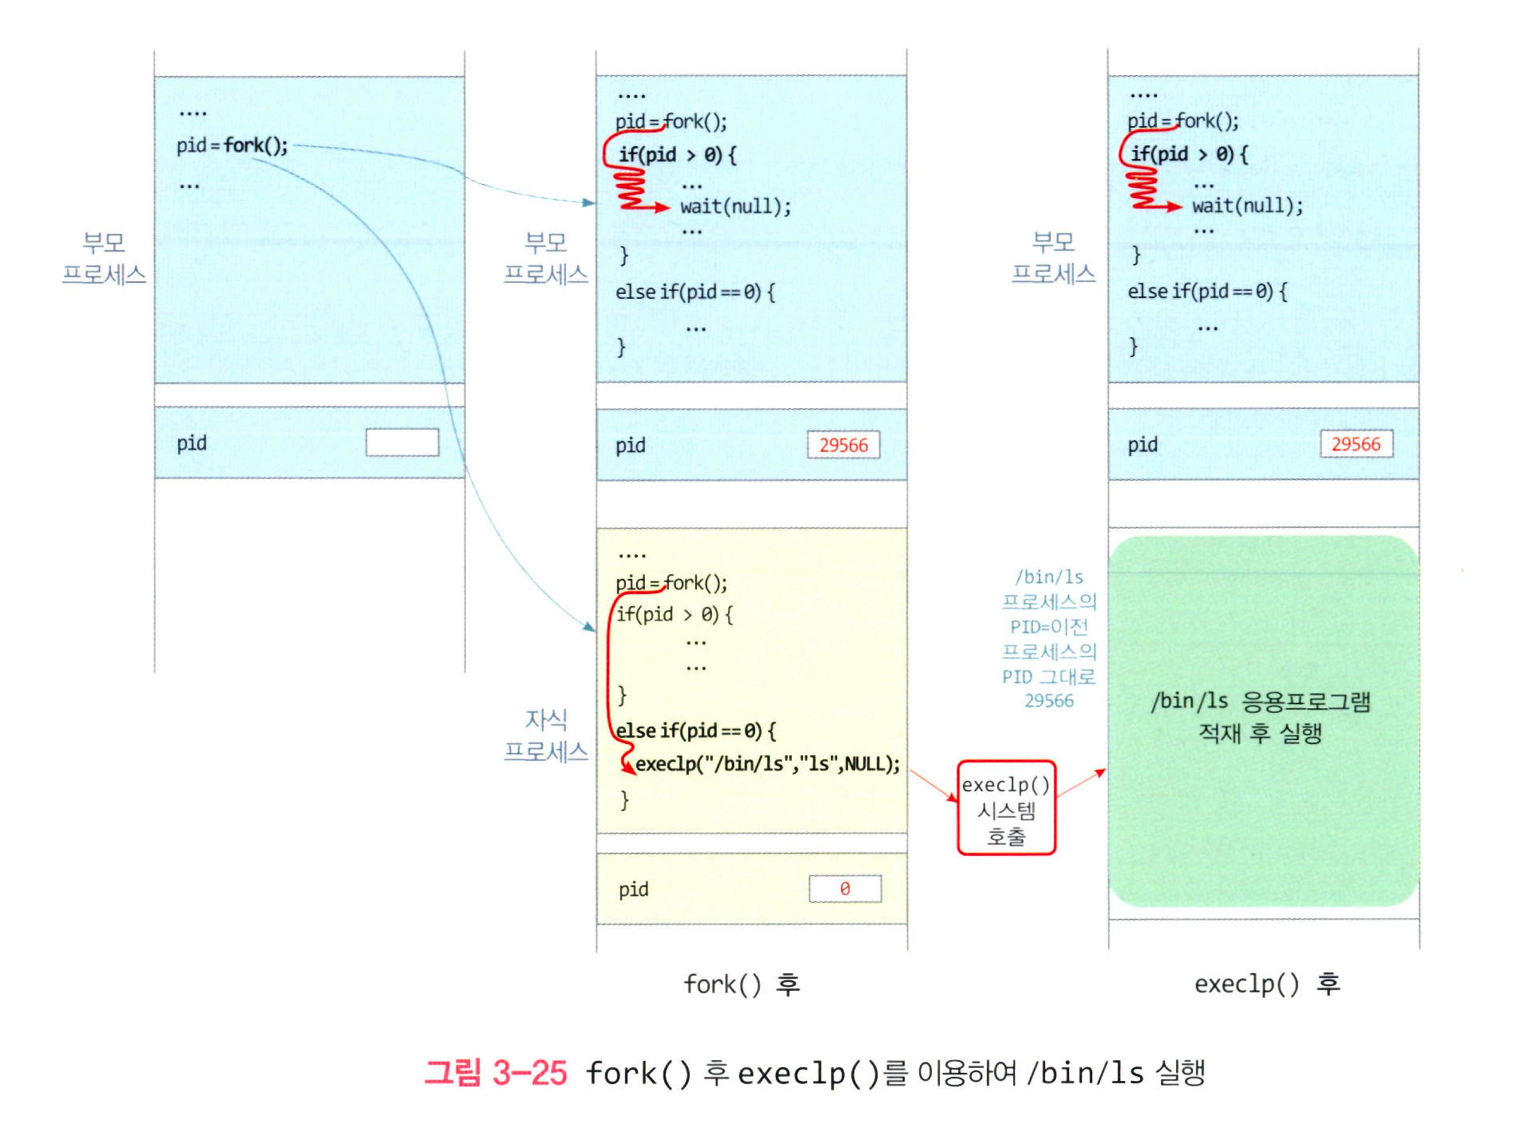 ....
pid=fork();
...
부모
프로세스
pid
....
pid=fork();
if(pid > 0) {
...
wait(null);
...
}
else if(pid==0) {
...
}
부모
프로세스
pid 29566
....
pid=fork();
if(pid > 0) {
...
...
}
else if(pid==0) {
execlp("/bin/ls","ls",NULL);
}
자식
프로세스
pid 0
fork() 후
execlp()
시스템
호출
....
pid=fork();
if(pid > 0) {
...
wait(null);
...
}
else if(pid==0) {
...
}
부모
프로세스
pid 29566
/bin/ls
프로세스의
PID=이전
프로세스의
PID 그대로
29566
/bin/ls 응용프로그램
적재 후 실행
execlp() 후
그림 3-25 fork() 후 execlp()를 이용하여 /bin/ls 실행